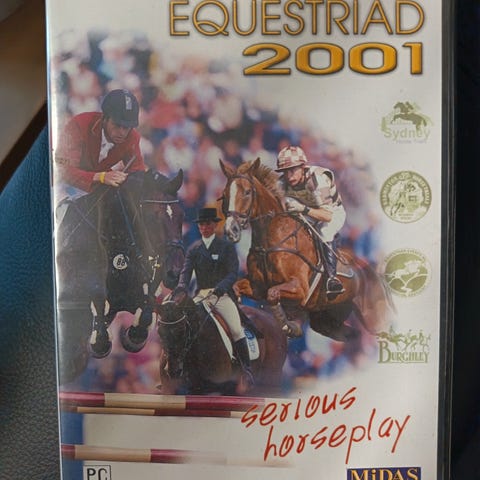 EQUESTRIAD
2001
Sydney
BURGHLEY
serious
horseplay
PC
MiDAS